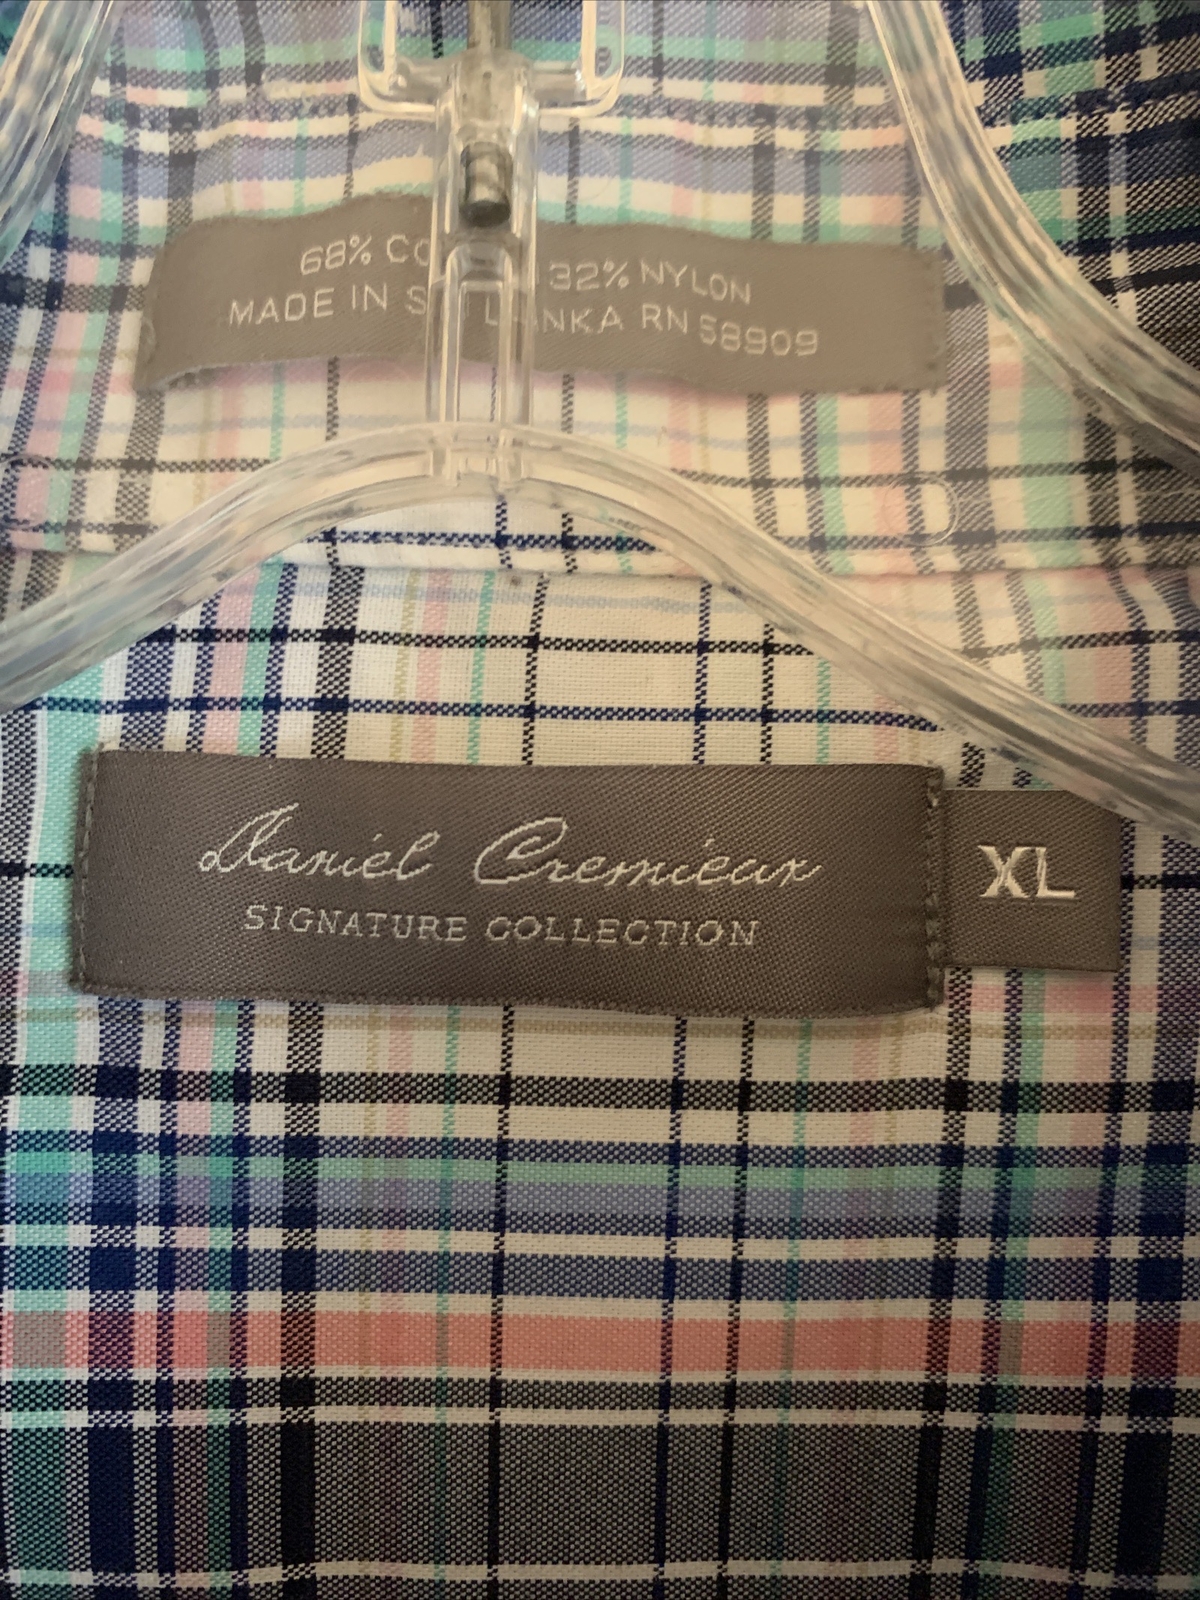 68% CO 32% NYLON
MADE IN S LANKA RN 58909
Daniel Cremieux
SIGNATURE COLLECTION
XL